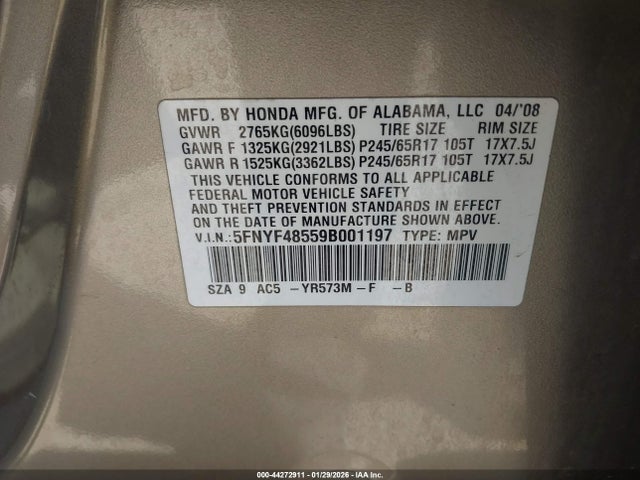 MFD. BY HONDA MFG. OF ALABAMA, LLC 04/'08
GVWR 2765KG(6096LBS) TIRE SIZE RIM SIZE
GAWR F 1325KG(2921LBS) P245/65R17 105T 17X7.5J
GAWR R 1525KG(3362LBS) P245/65R17 105T 17X7.5J
THIS VEHICLE CONFORMS TO ALL APPLICABLE
FEDERAL MOTOR VEHICLE SAFETY
AND THEFT PREVENTION STANDARDS IN EFFECT
ON THE DATE OF MANUFACTURE SHOWN ABOVE.
V.I.N.: 5FNYF48559B001197 TYPE: MPV
SZA 9 AC5 -YR573M -F -B
000-44272911 - 01/29/2026 - IAA Inc.